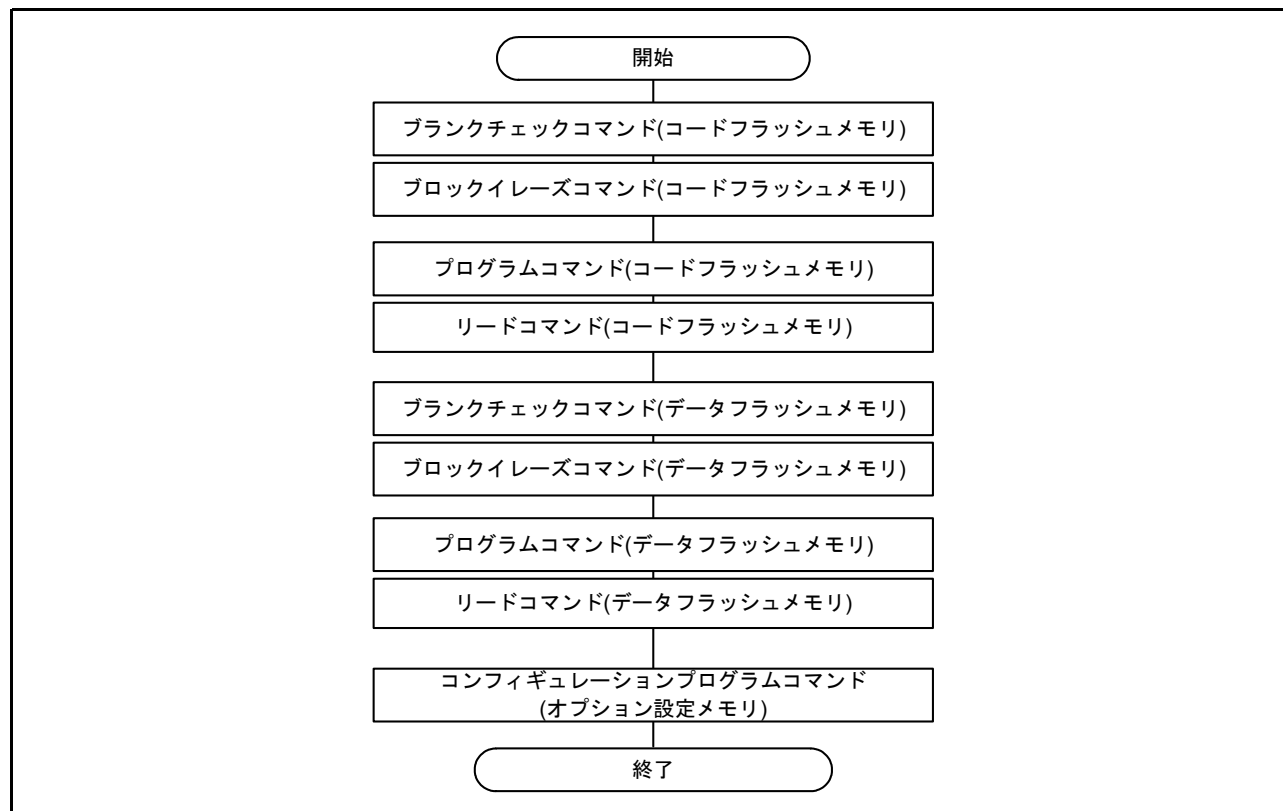 開始
ブランクチェックコマンド(コードフラッシュメモリ)
ブロックイレーズコマンド(コードフラッシュメモリ)
プログラムコマンド(コードフラッシュメモリ)
リードコマンド(コードフラッシュメモリ)
ブランクチェックコマンド(データフラッシュメモリ)
ブロックイレーズコマンド(データフラッシュメモリ)
プログラムコマンド(データフラッシュメモリ)
リードコマンド(データフラッシュメモリ)
コンフィギュレーションプログラムコマンド
(オプション設定メモリ)
終了